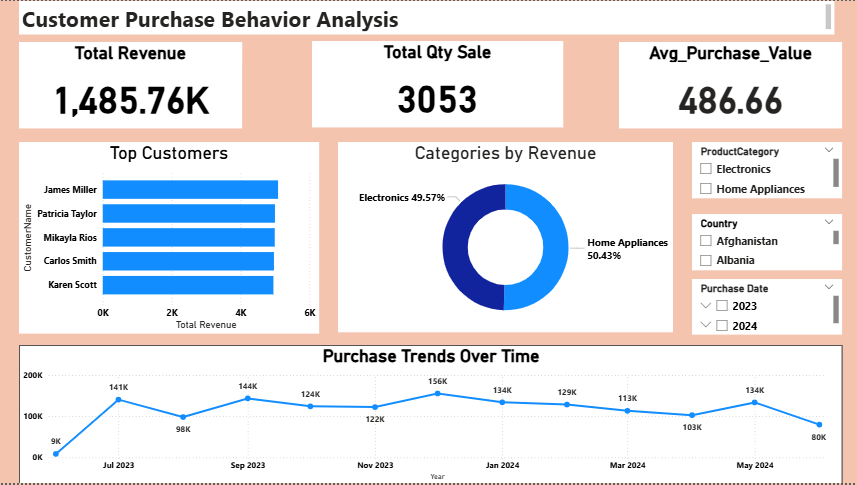 Customer Purchase Behavior Analysis
Total Revenue
1,485.76K
Total Qty Sale
3053
Avg_Purchase_Value
486.66
Top Customers
CustomerName
James Miller
Patricia Taylor
Mikayla Rios
Carlos Smith
Karen Scott
0K 2K 4K 6K
Total Revenue
Categories by Revenue
Electronics 49.57%
Home Appliances
50.43%
ProductCategory
Electronics
Home Appliances
Country
Afghanistan
Albania
Purchase Date
2023
2024
Purchase Trends Over Time
200K
100K
0K
9K
141K
98K
144K
124K
122K
156K
134K
129K
113K
103K
134K
80K
Jul 2023 Sep 2023 Nov 2023 Jan 2024 Mar 2024 May 2024
Year